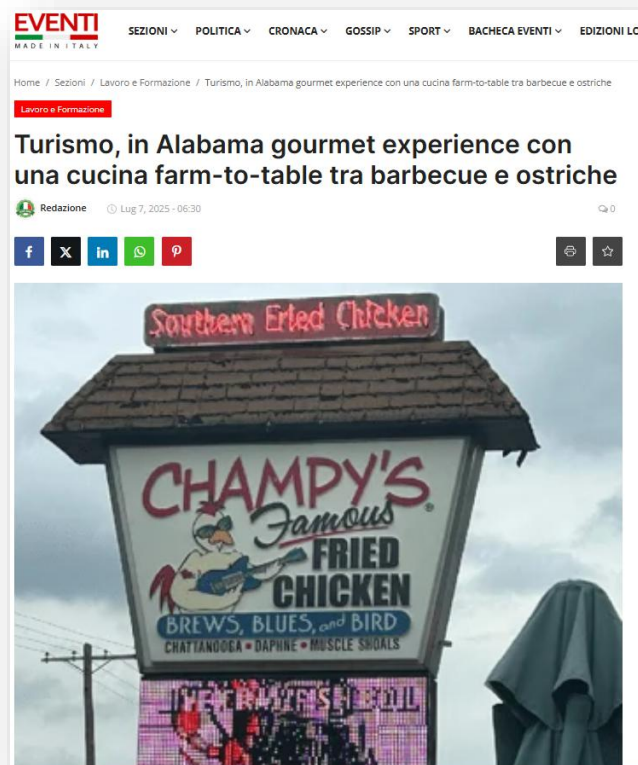 EVENTI
MADE IN ITALY
SEZIONI
POLITICA
CRONACA
GOSSIP
SPORT
BACHECA EVENTI
EDIZIONI LO
Home / Sezioni / Lavoro e Formazione / Turismo, in Alabama gourmet experience con una cucina farm-to-table tra barbecue e ostriche
Lavoro e Formazione
Turismo, in Alabama gourmet experience con
una cucina farm-to-table tra barbecue e ostriche
Redazione
Lug 7, 2025 - 06:30
0
Southern Fried Chicken
CHAMPY'S
Famous
FRIED
CHICKEN
BREWS, BLUES, and BIRD
CHATTANOOGA • DAPHNE • MUSCLE SHOALS